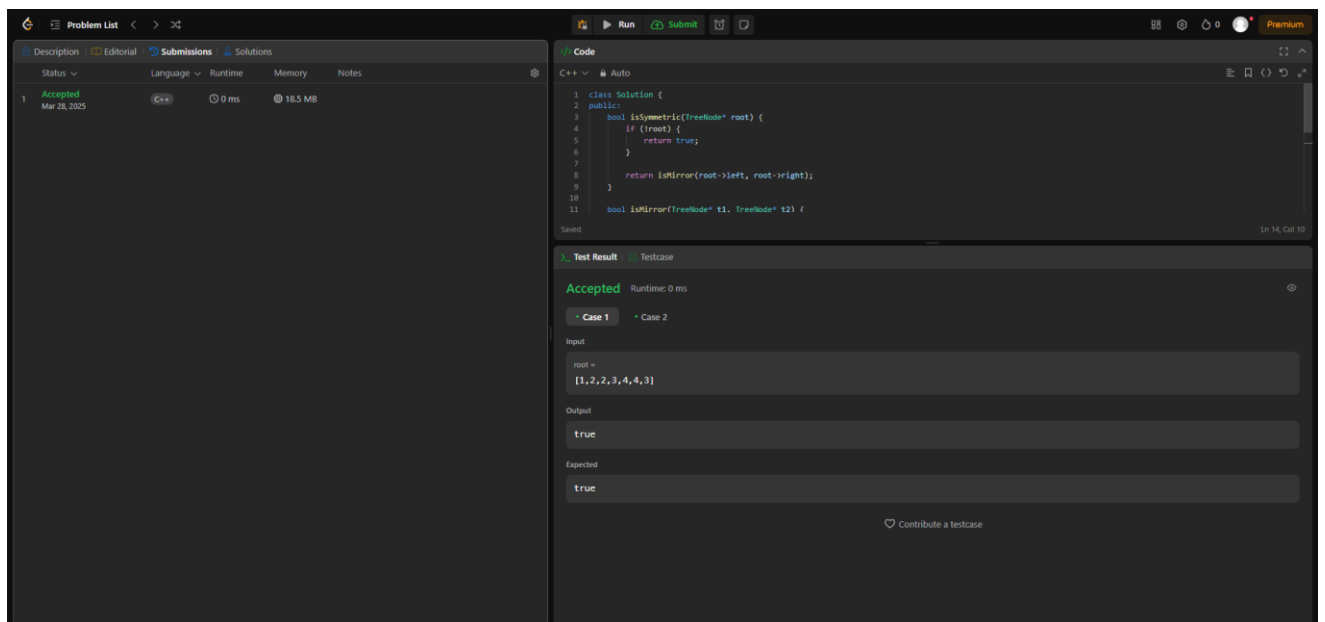 Problem List
Run
Submit
0
Premium
Description
Editorial
Submissions
Solutions
Status
Language
Runtime
Memory
Notes
1
Accepted
Mar 28, 2025
C++
0 ms
18.5 MB
</> Code
C++
Auto
1 class Solution {
2 public:
3 bool isSymmetric(TreeNode* root) {
4 if (!root) {
5 return true;
6 }
7
8 return isMirror(root->left, root->right);
9 }
10
11 bool isMirror(TreeNode* t1, TreeNode* t2) {
Saved
Ln 14, Col 10
>_ Test Result
Testcase
Accepted
Runtime: 0 ms
• Case 1
• Case 2
Input
root =
[1,2,2,3,4,4,3]
Output
true
Expected
true
Contribute a testcase